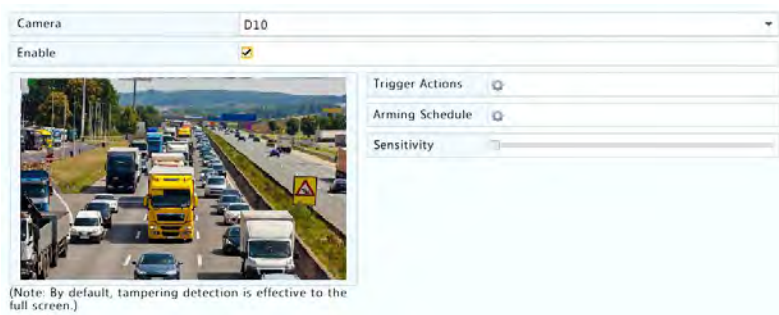 Camera D10
Enable
Trigger Actions
Arming Schedule
Sensitivity
(Note: By default, tampering detection is effective to the
full screen.)